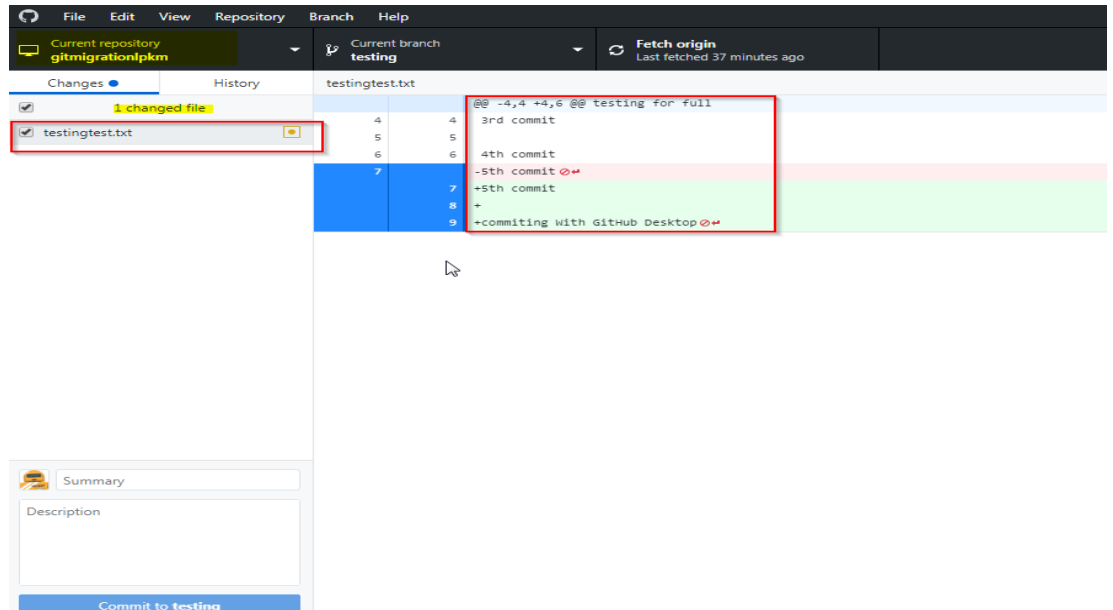 File Edit View Repository Branch Help
Current repository
gitmigrationlpkm
Current branch
testing
Fetch origin
Last fetched 37 minutes ago
Changes History
testingtest.txt
1 changed file
testingtest.txt
@@ -4,4 +4,6 @@ testing for full
4 4 3rd commit
5 5
6 6 4th commit
7 -5th commit
7 +5th commit
8 +
9 +commiting With GitHub Desktop
Summary
Description
Commit to testing